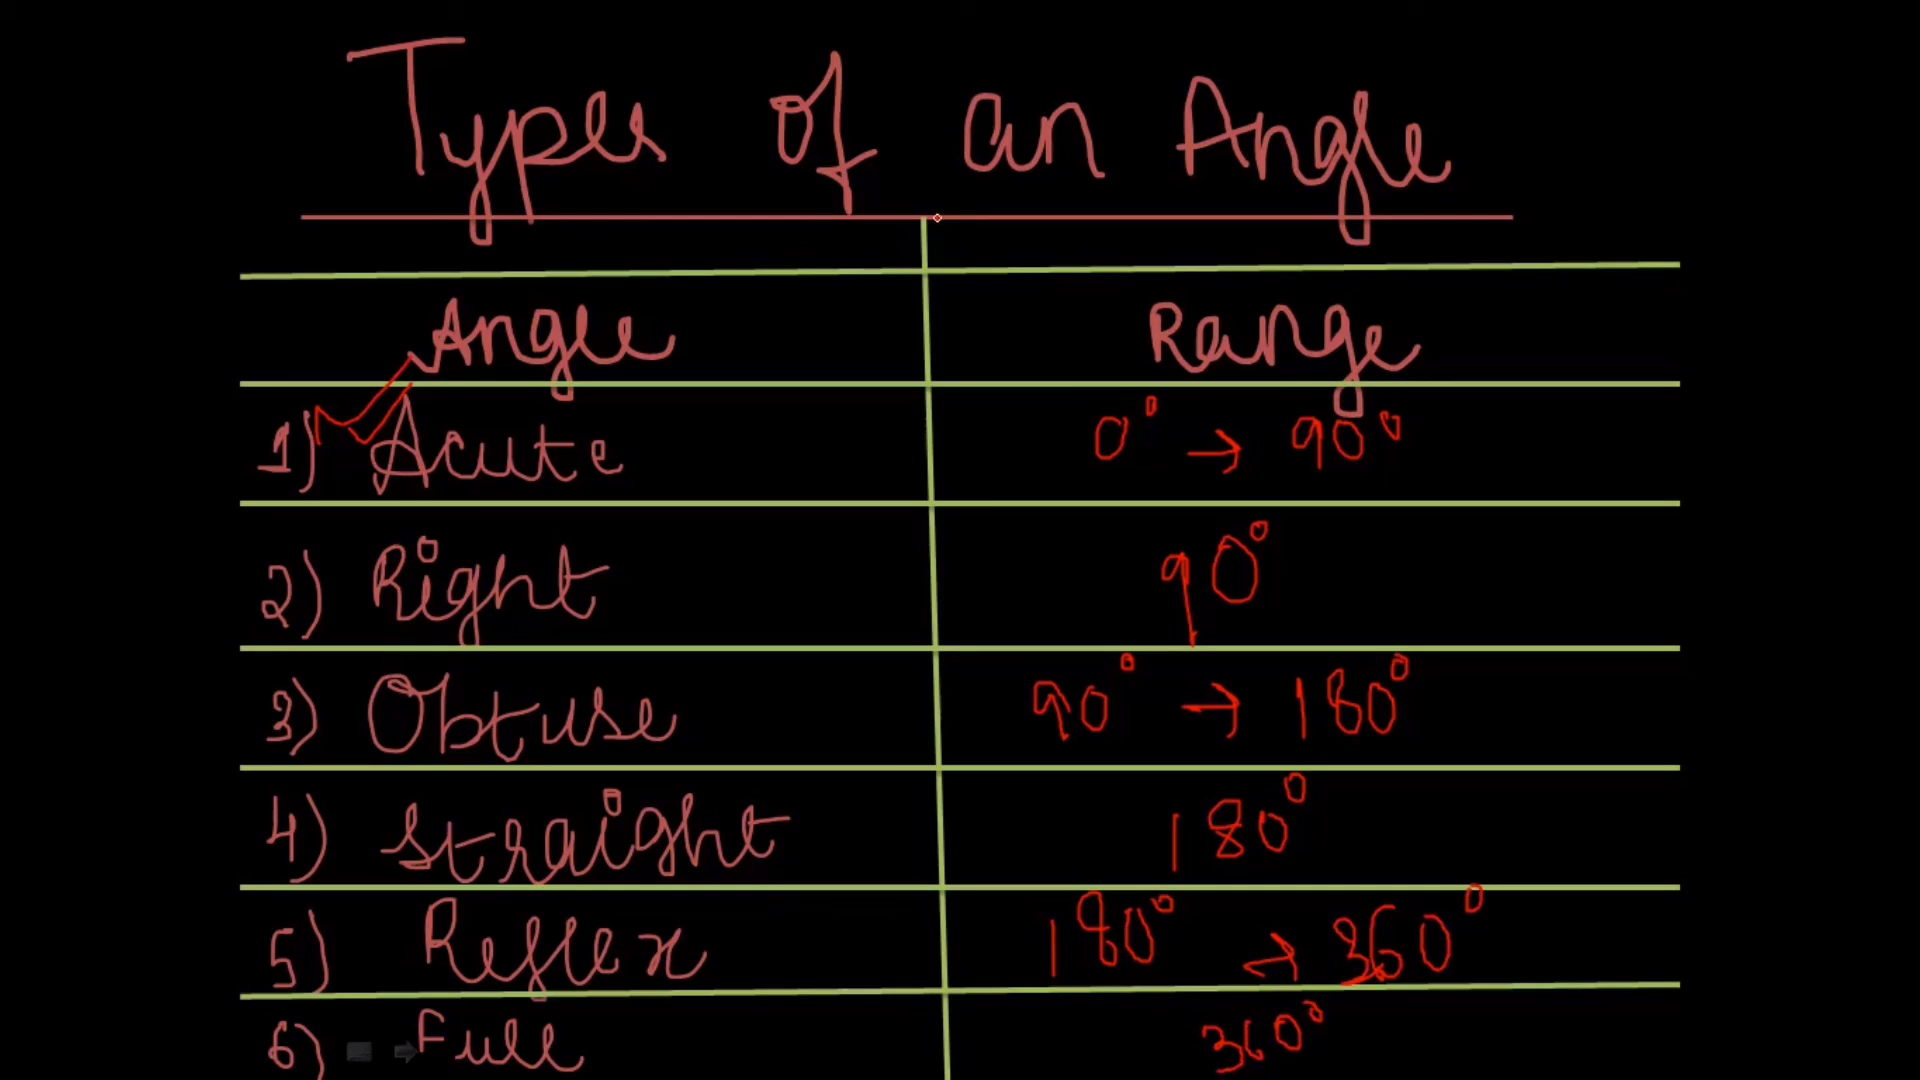 Types of an Angle
Angle Range
1) Acute 0° → 90°
2) Right 90°
3) Obtuse 90° → 180°
4) Straight 180°
5) Reflex 180° → 360°
6) Full 360°